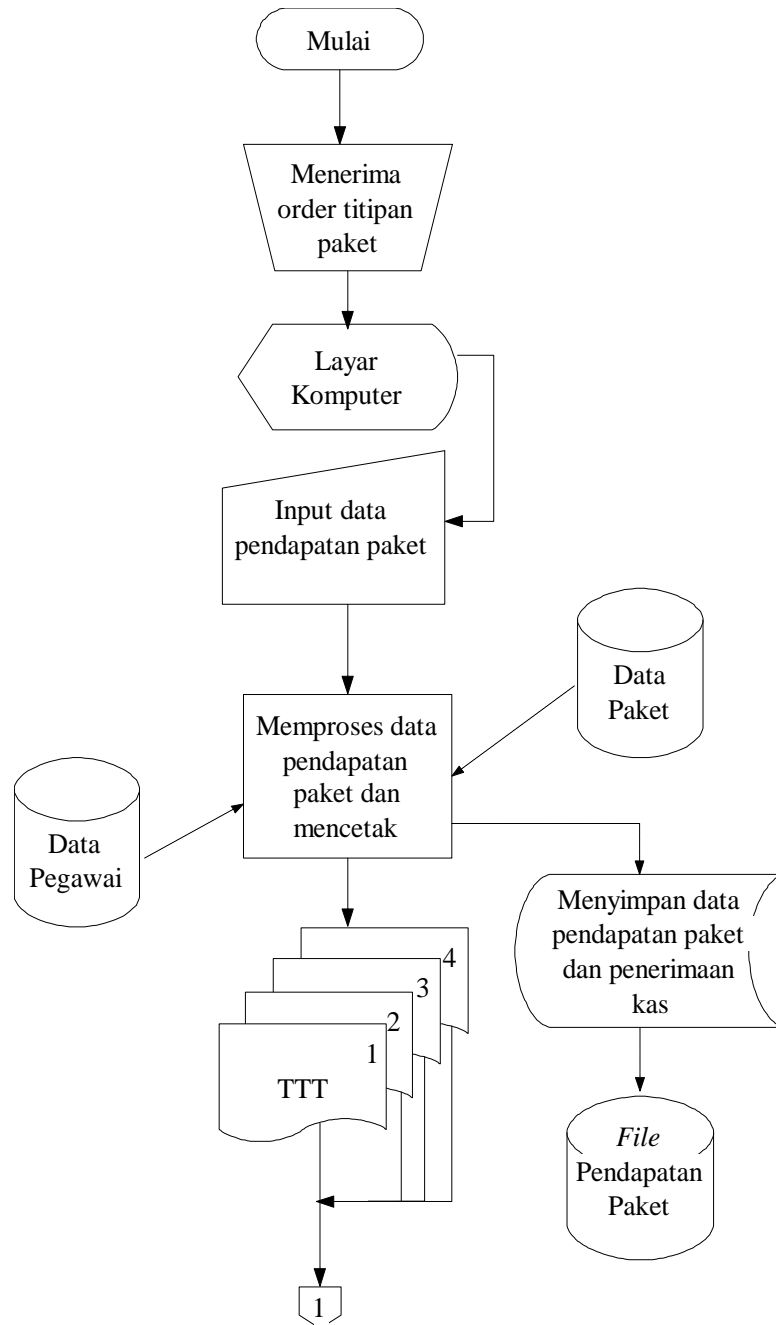 Mulai
Menerima
order titipan
paket
Layar
Komputer
Input data
pendapatan paket
Data
Paket
Memproses data
pendapatan
paket dan
mencetak
Data
Pegawai
Menyimpan data
pendapatan paket
dan penerimaan
kas
4
3
2
1
TTT
File
Pendapatan
Paket
1